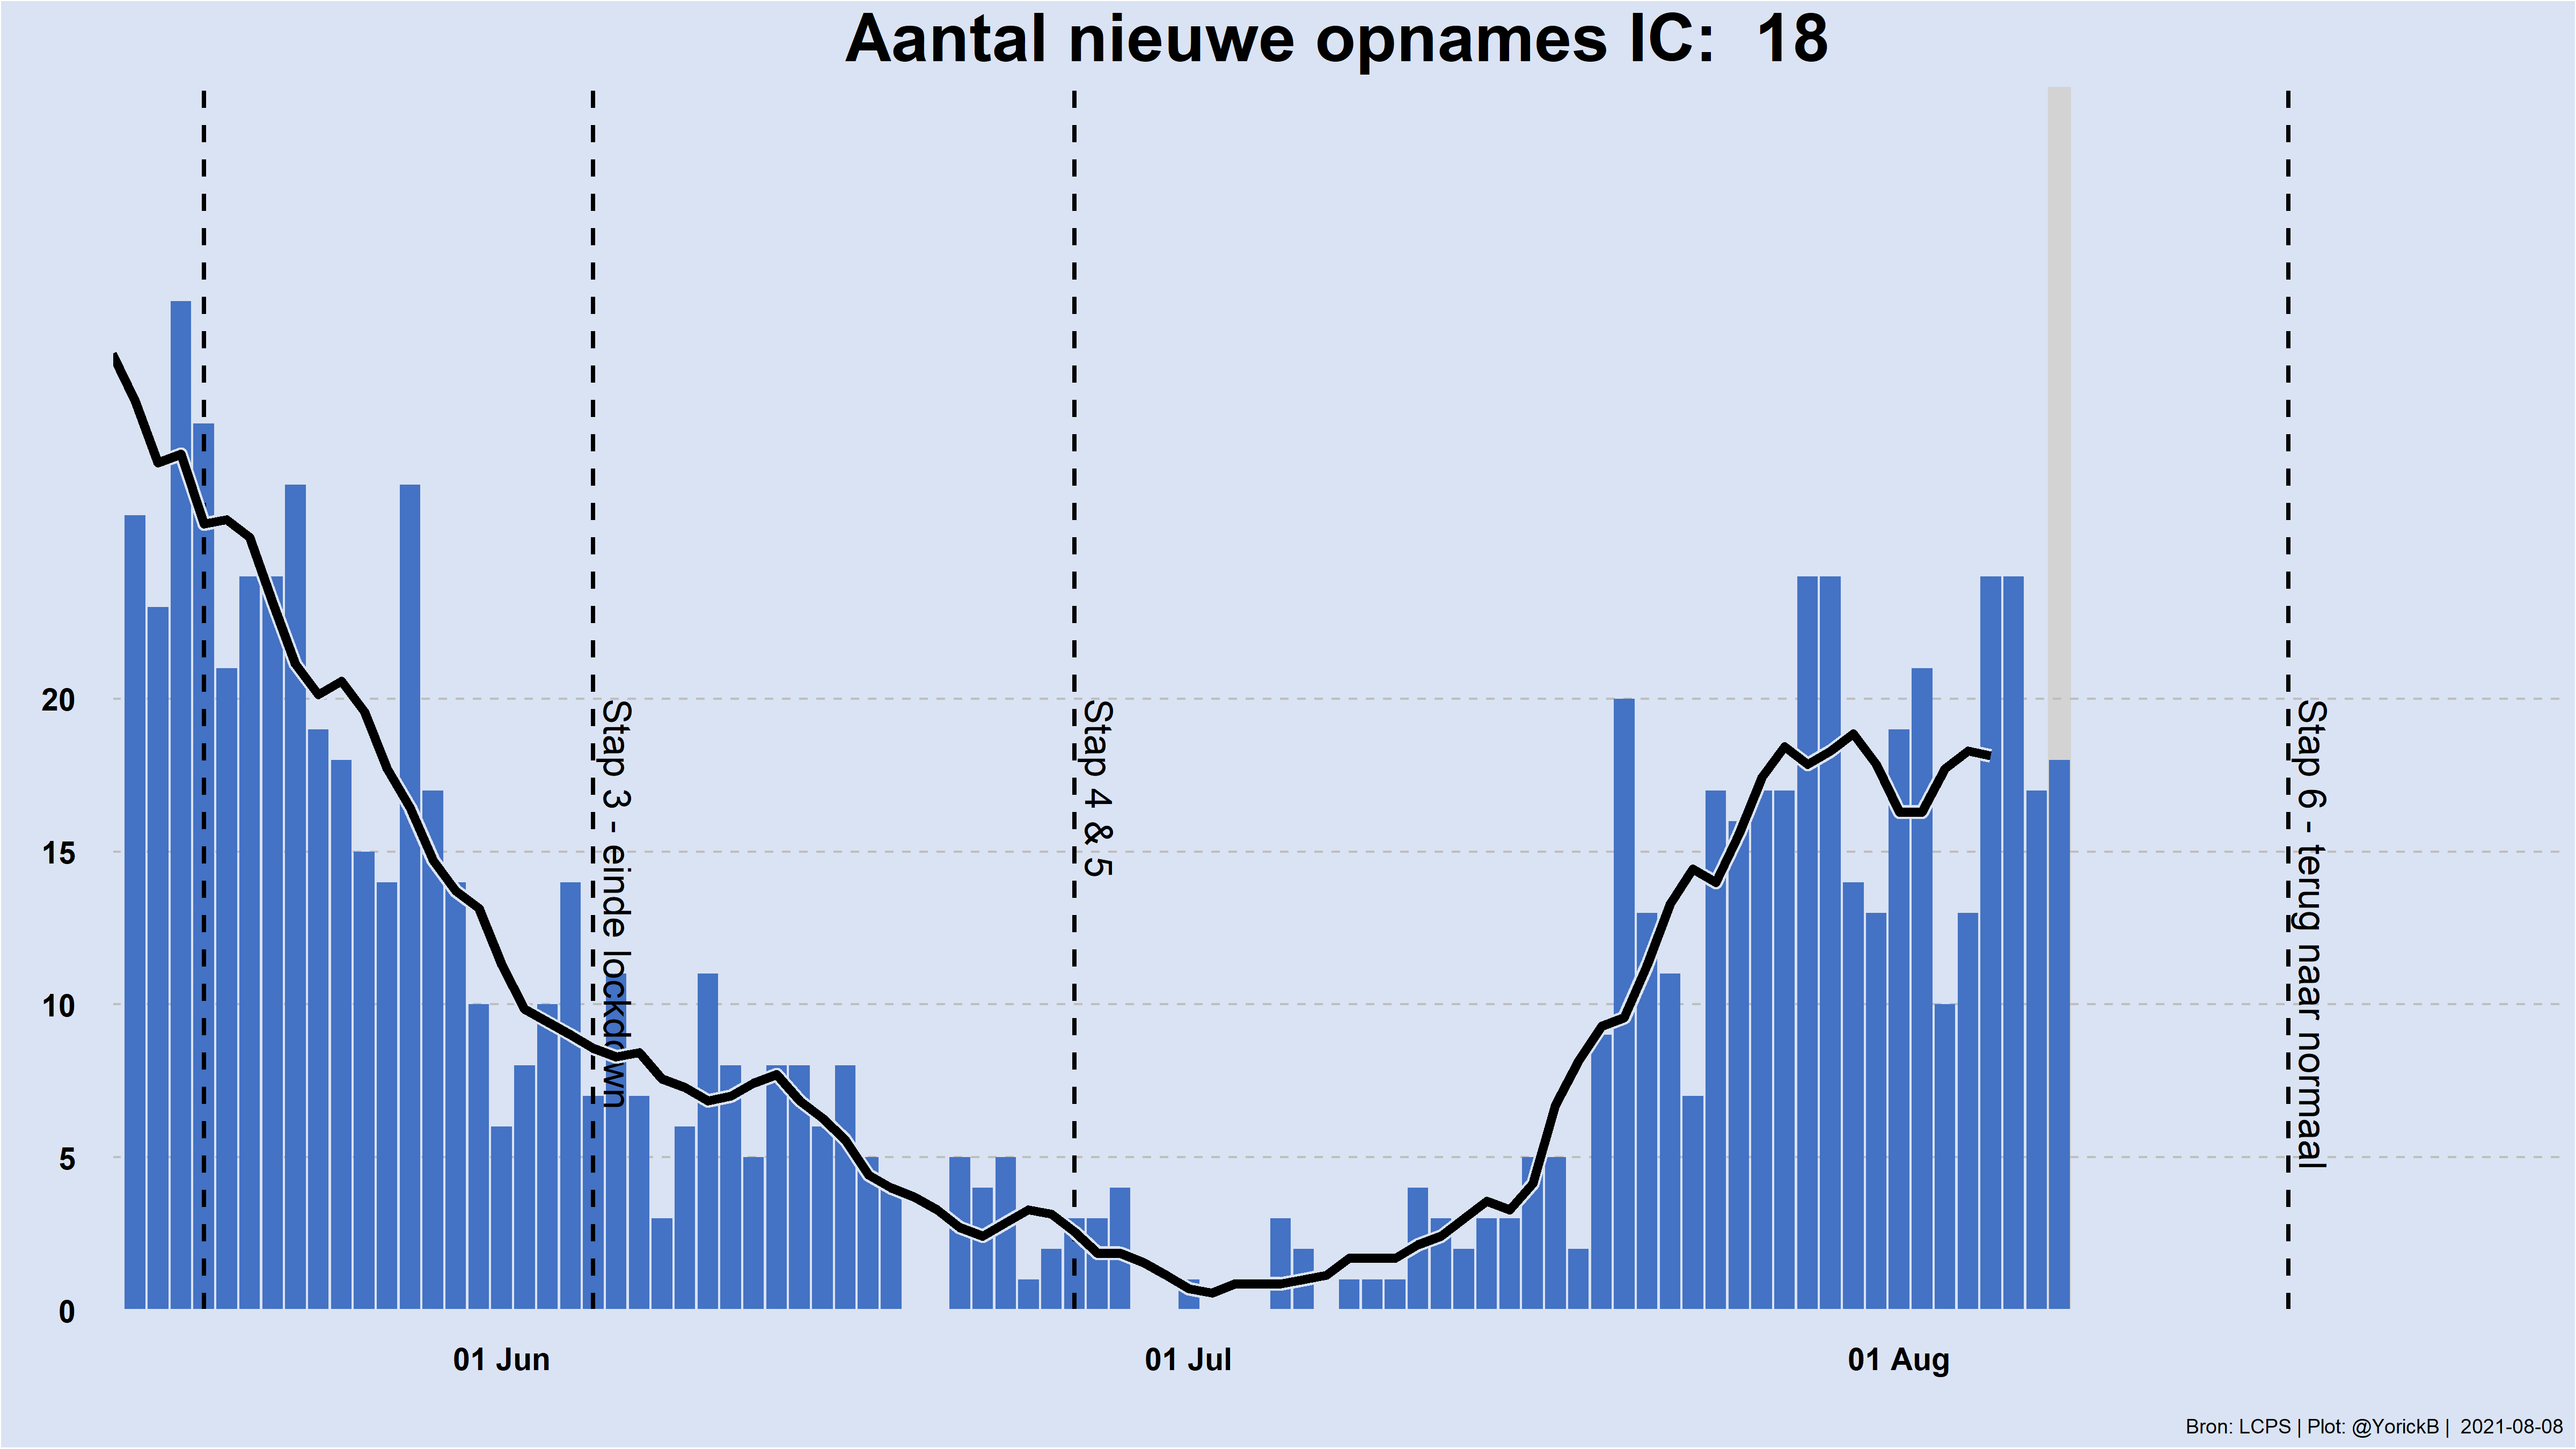 Aantal nieuwe opnames IC:  18
20
15
10
5
0
Stap 3 - einde lockdown
Stap 4 & 5
Stap 6 - terug naar normaal
01 Jun
01 Jul
01 Aug
Bron: LCPS | Plot: @YorickB |  2021-08-08